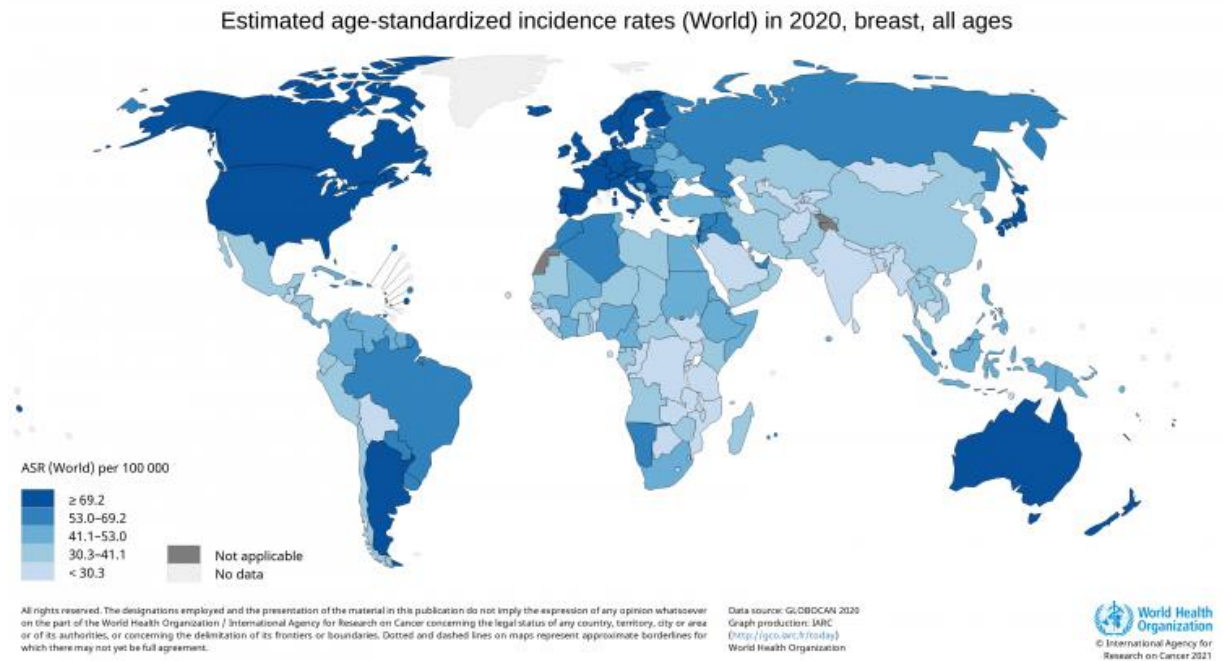 Estimated age-standardized incidence rates (World) in 2020, breast, all ages
ASR (World) per 100 000
≥ 69.2
53.0–69.2
41.1–53.0
30.3–41.1
< 30.3
Not applicable
No data
All rights reserved. The designations employed and the presentation of the material in this publication do not imply the expression of any opinion whatsoever
on the part of the World Health Organization / International Agency for Research on Cancer concerning the legal status of any country, territory, city or area
or of its authorities, or concerning the delimitation of its frontiers or boundaries. Dotted and dashed lines on maps represent approximate borderlines for
which there may not yet be full agreement.
Data source: GLOBOCAN 2020
Graph production: IARC
(http://gco.iarc.fr/today)
World Health Organization
World Health
Organization
© International Agency for
Research on Cancer 2021